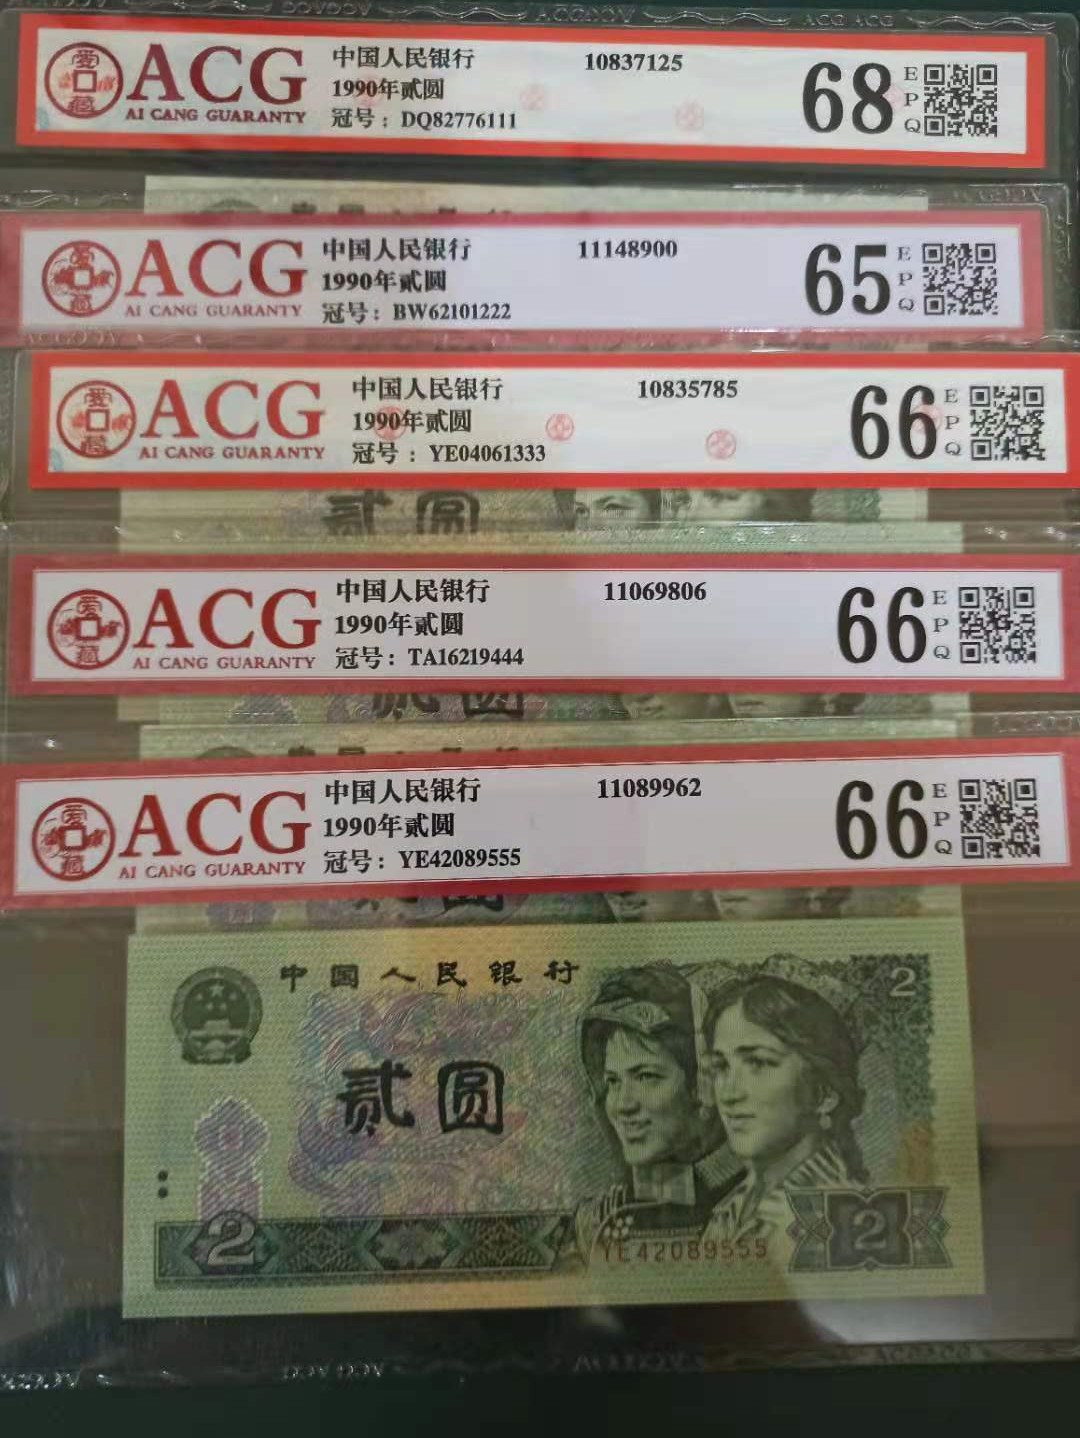 ACG
AI CANG GUARANTY
中国人民银行
1990年贰圆
冠号：DQ82776111
10837125
68
EPQ
ACG
AI CANG GUARANTY
中国人民银行
1990年贰圆
冠号：BW62101222
11148900
65
EPQ
ACG
AI CANG GUARANTY
中国人民银行
1990年贰圆
冠号：YE04061333
10835785
66
EPQ
贰圆
ACG
AI CANG GUARANTY
中国人民银行
1990年贰圆
冠号：TA16219444
11069806
66
EPQ
贰圆
ACG
AI CANG GUARANTY
中国人民银行
1990年贰圆
冠号：YE42089555
11089962
66
EPQ
中国人民银行
2
贰圆
2
YE42089555
2